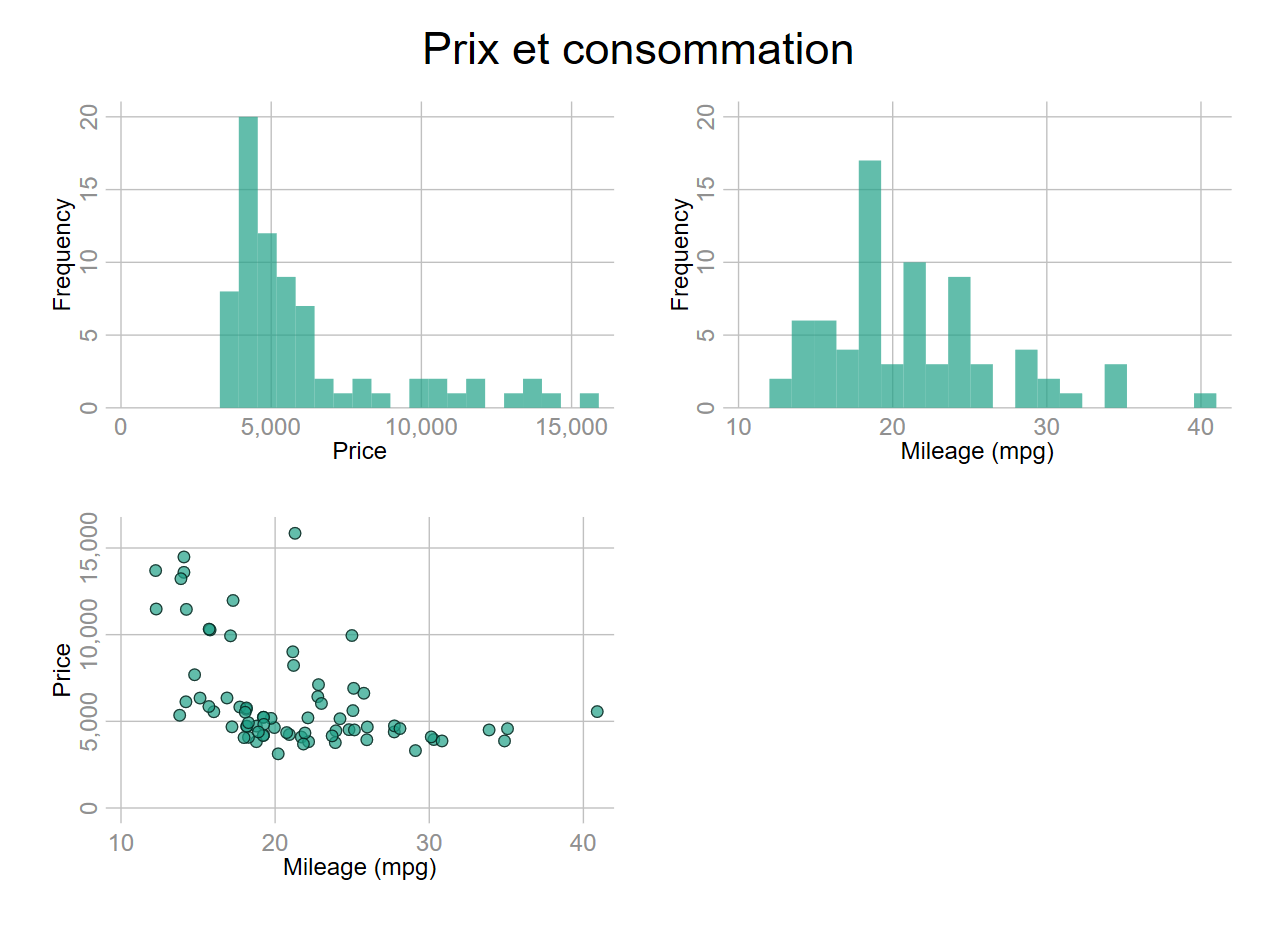 Prix et consommation
20
15
10
5
0
Frequency
0 5,000 10,000 15,000
Price
20
15
10
5
0
Frequency
10 20 30 40
Mileage (mpg)
15,000
10,000
5,000
0
Price
10 20 30 40
Mileage (mpg)